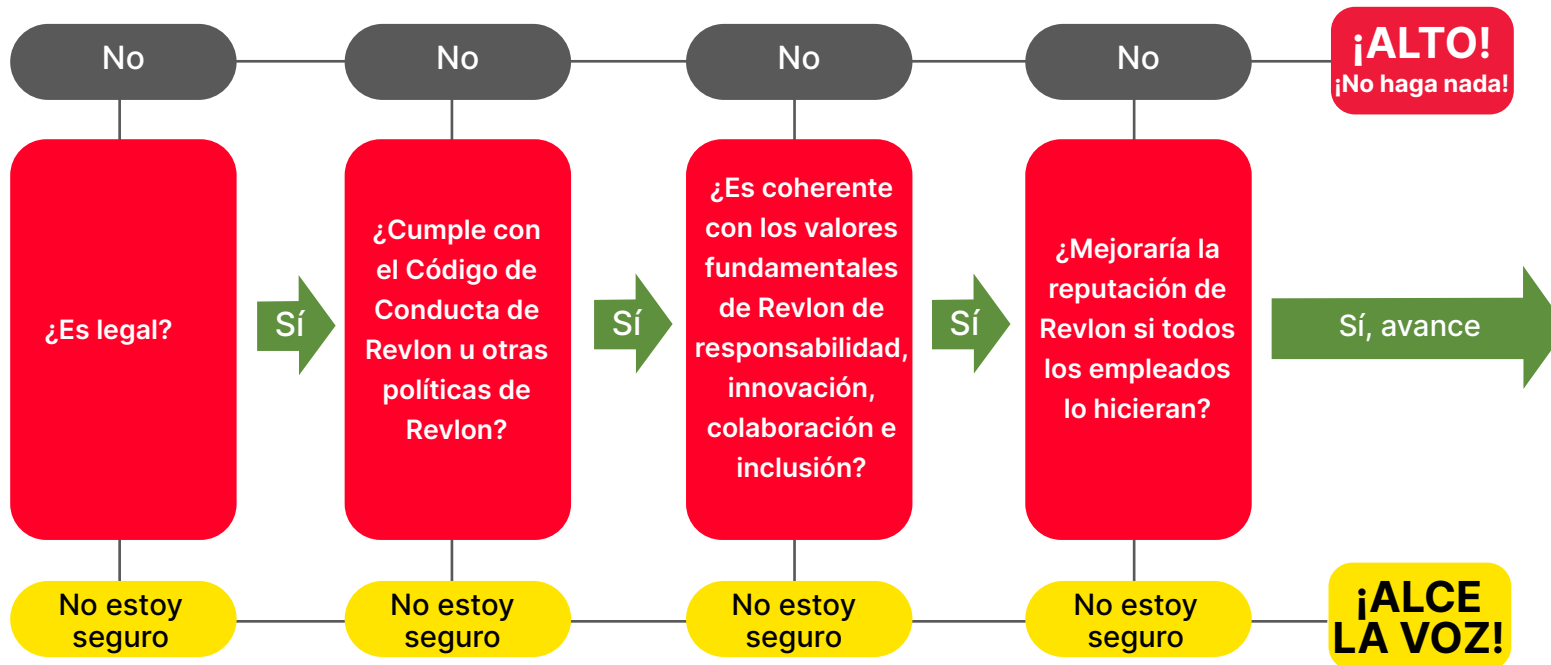 No
No
No
No
¡ALTO!
¡No haga nada!
¿Es legal?
Sí
¿Cumple con
el Código de
Conducta de
Revlon u otras
políticas de
Revlon?
Sí
¿Es coherente
con los valores
fundamentales
de Revlon de
responsabilidad,
innovación,
colaboración e
inclusión?
Sí
¿Mejoraría la
reputación de
Revlon si todos
los empleados
lo hicieran?
Sí, avance
No estoy
seguro
No estoy
seguro
No estoy
seguro
No estoy
seguro
¡ALCE
LA VOZ!